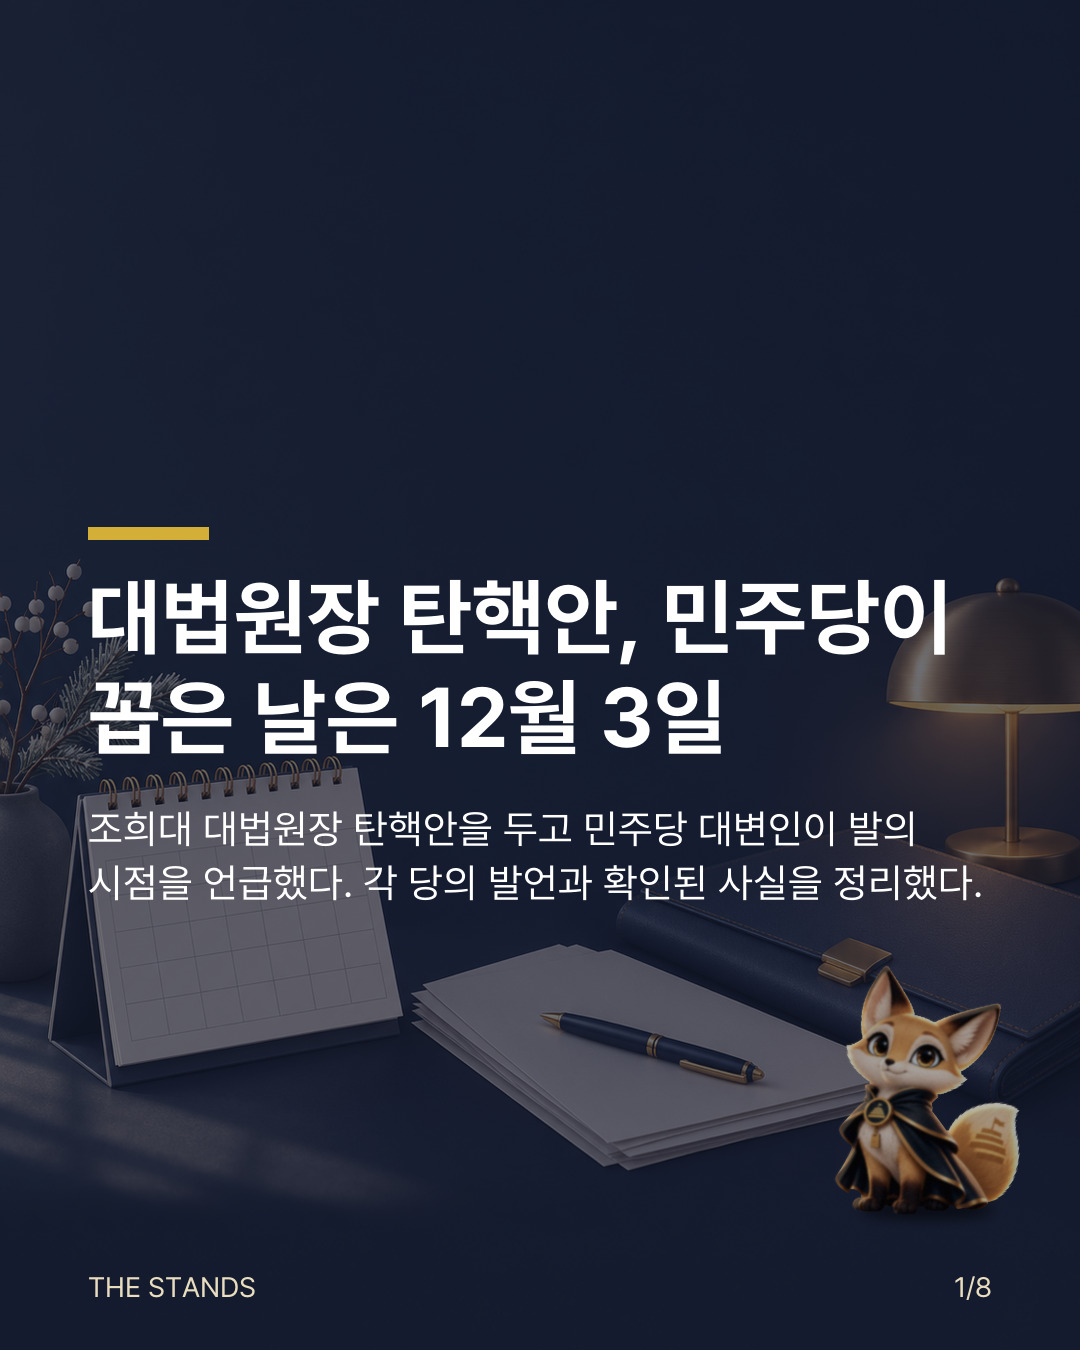 대법원장 탄핵안, 민주당이
꼽은 날은 12월 3일
조희대 대법원장 탄핵안을 두고 민주당 대변인이 발의
시점을 언급했다. 각 당의 발언과 확인된 사실을 정리했다.
THE STANDS
1/8